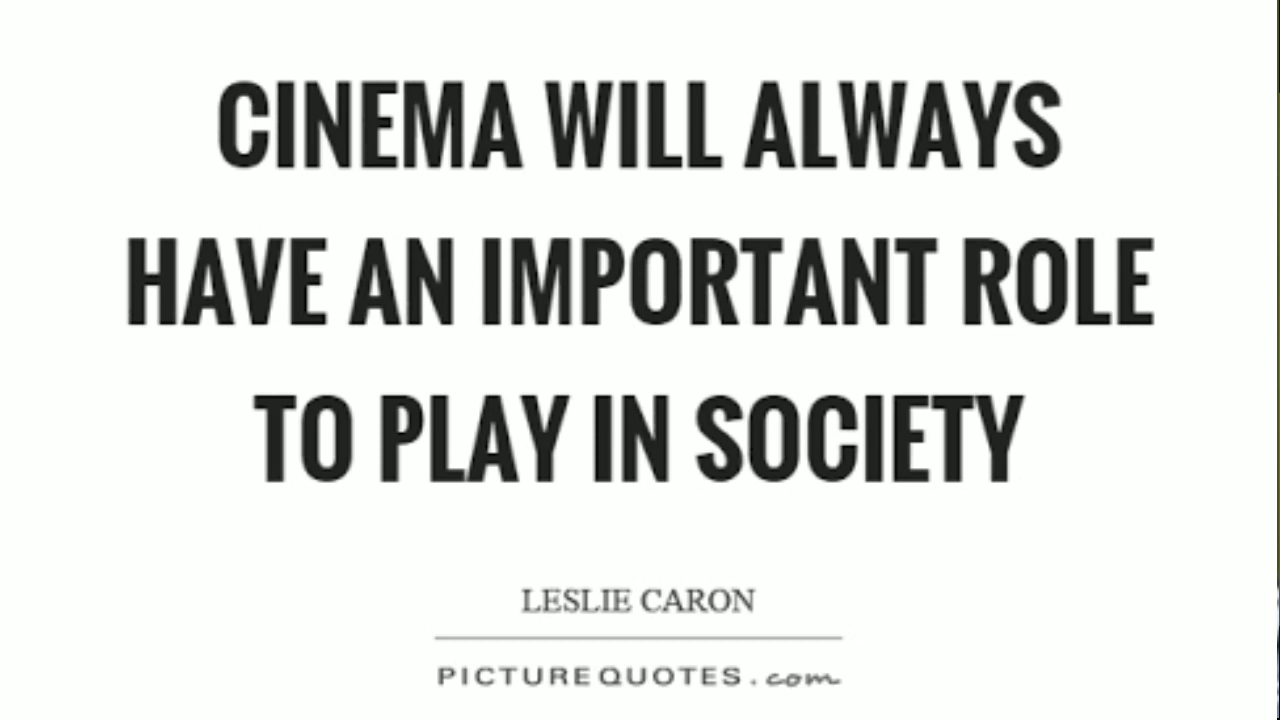 CINEMA WILL ALWAYS
HAVE AN IMPORTANT ROLE
TO PLAY IN SOCIETY
LESLIE CARON
PICTUREQUOTES.com